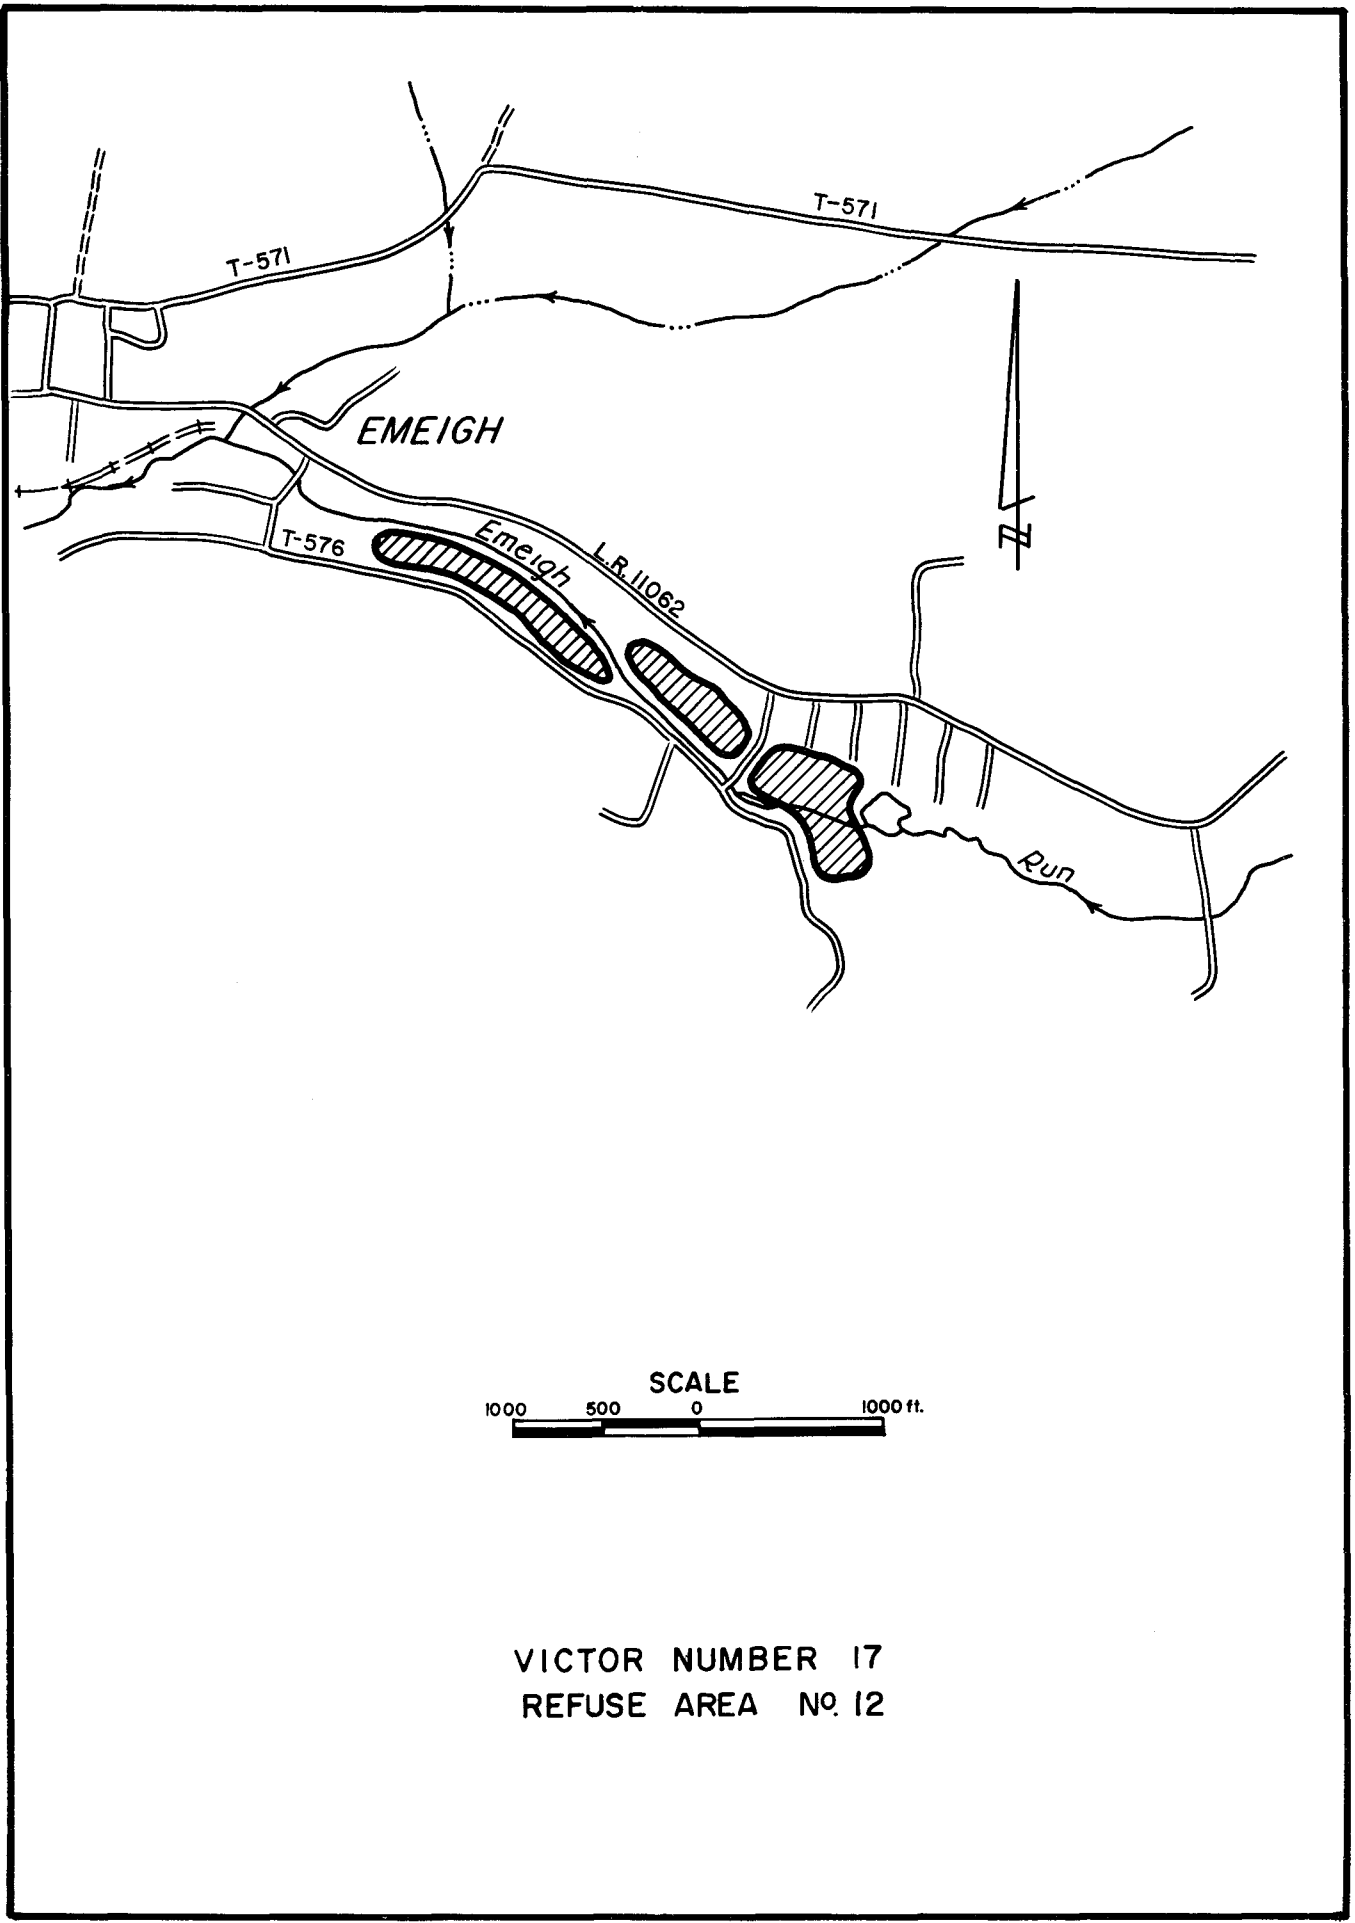 T-571
T-571
EMEIGH
N
T-576
Emeigh
L.R. 11062
Run
SCALE
1000 500 0 1000 ft.
VICTOR NUMBER 17
REFUSE AREA No. 12